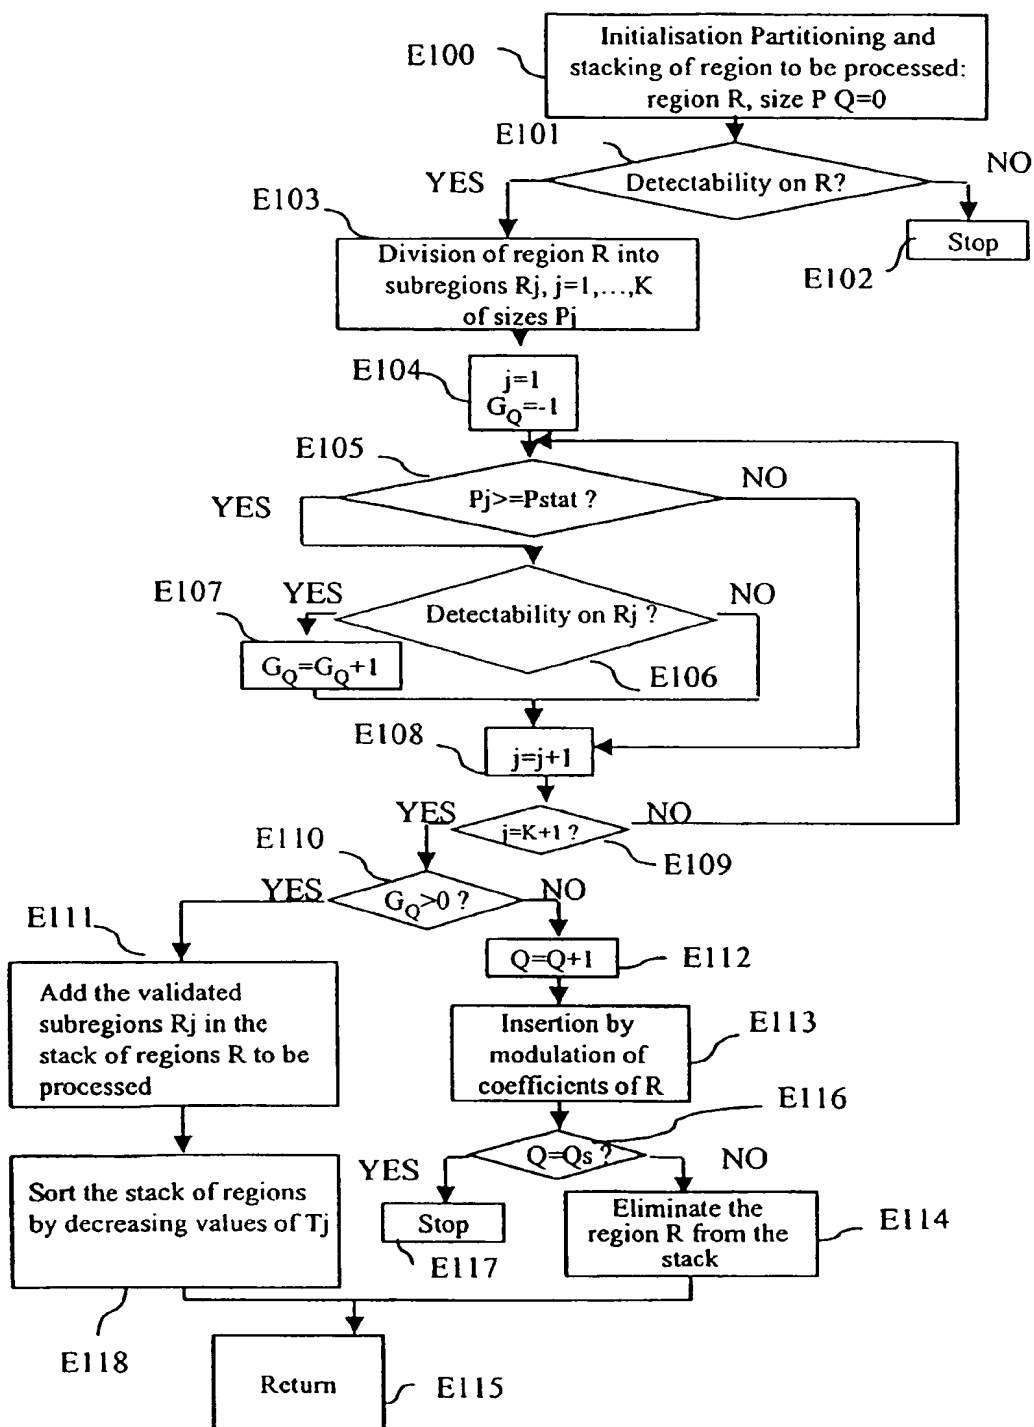 E100
Initialisation Partitioning and
stacking of region to be processed:
region R, size P Q=0
E101
Detectability on R?
YES
NO
E103
Stop
E102
Division of region R into
subregions Rj, j=1,...,K
of sizes Pj
E104
j=1
G_Q=-1
E105
Pj>=Pstat ?
YES
NO
E107
YES
Detectability on Rj ?
NO
E106
G_Q=G_Q+1
E108
j=j+1
YES
j=K+1 ?
NO
E109
E110
YES
G_Q>0 ?
NO
E111
Q=Q+1
E112
Add the validated
subregions Rj in the
stack of regions R to be
processed
Insertion by
modulation of
coefficients of R
E113
E116
Q=Qs ?
YES
NO
Sort the stack of regions
by decreasing values of Tj
Stop
E117
Eliminate the
region R from the
stack
E114
E118
Return
E115